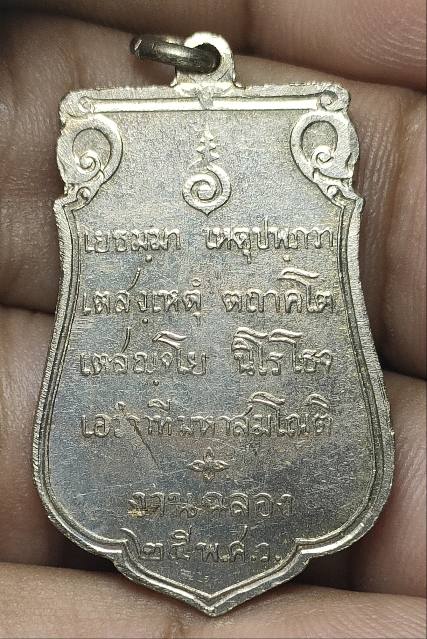 เยธมฺมา เหตุปฺพฺภวา
เตสํเหตุํ ตถาคโต
เตสญฺจโย นิโรโธจ
เอวํวาที มหาสมโณติ
งานฉลอง
๒๕ พ.ศ.ว.